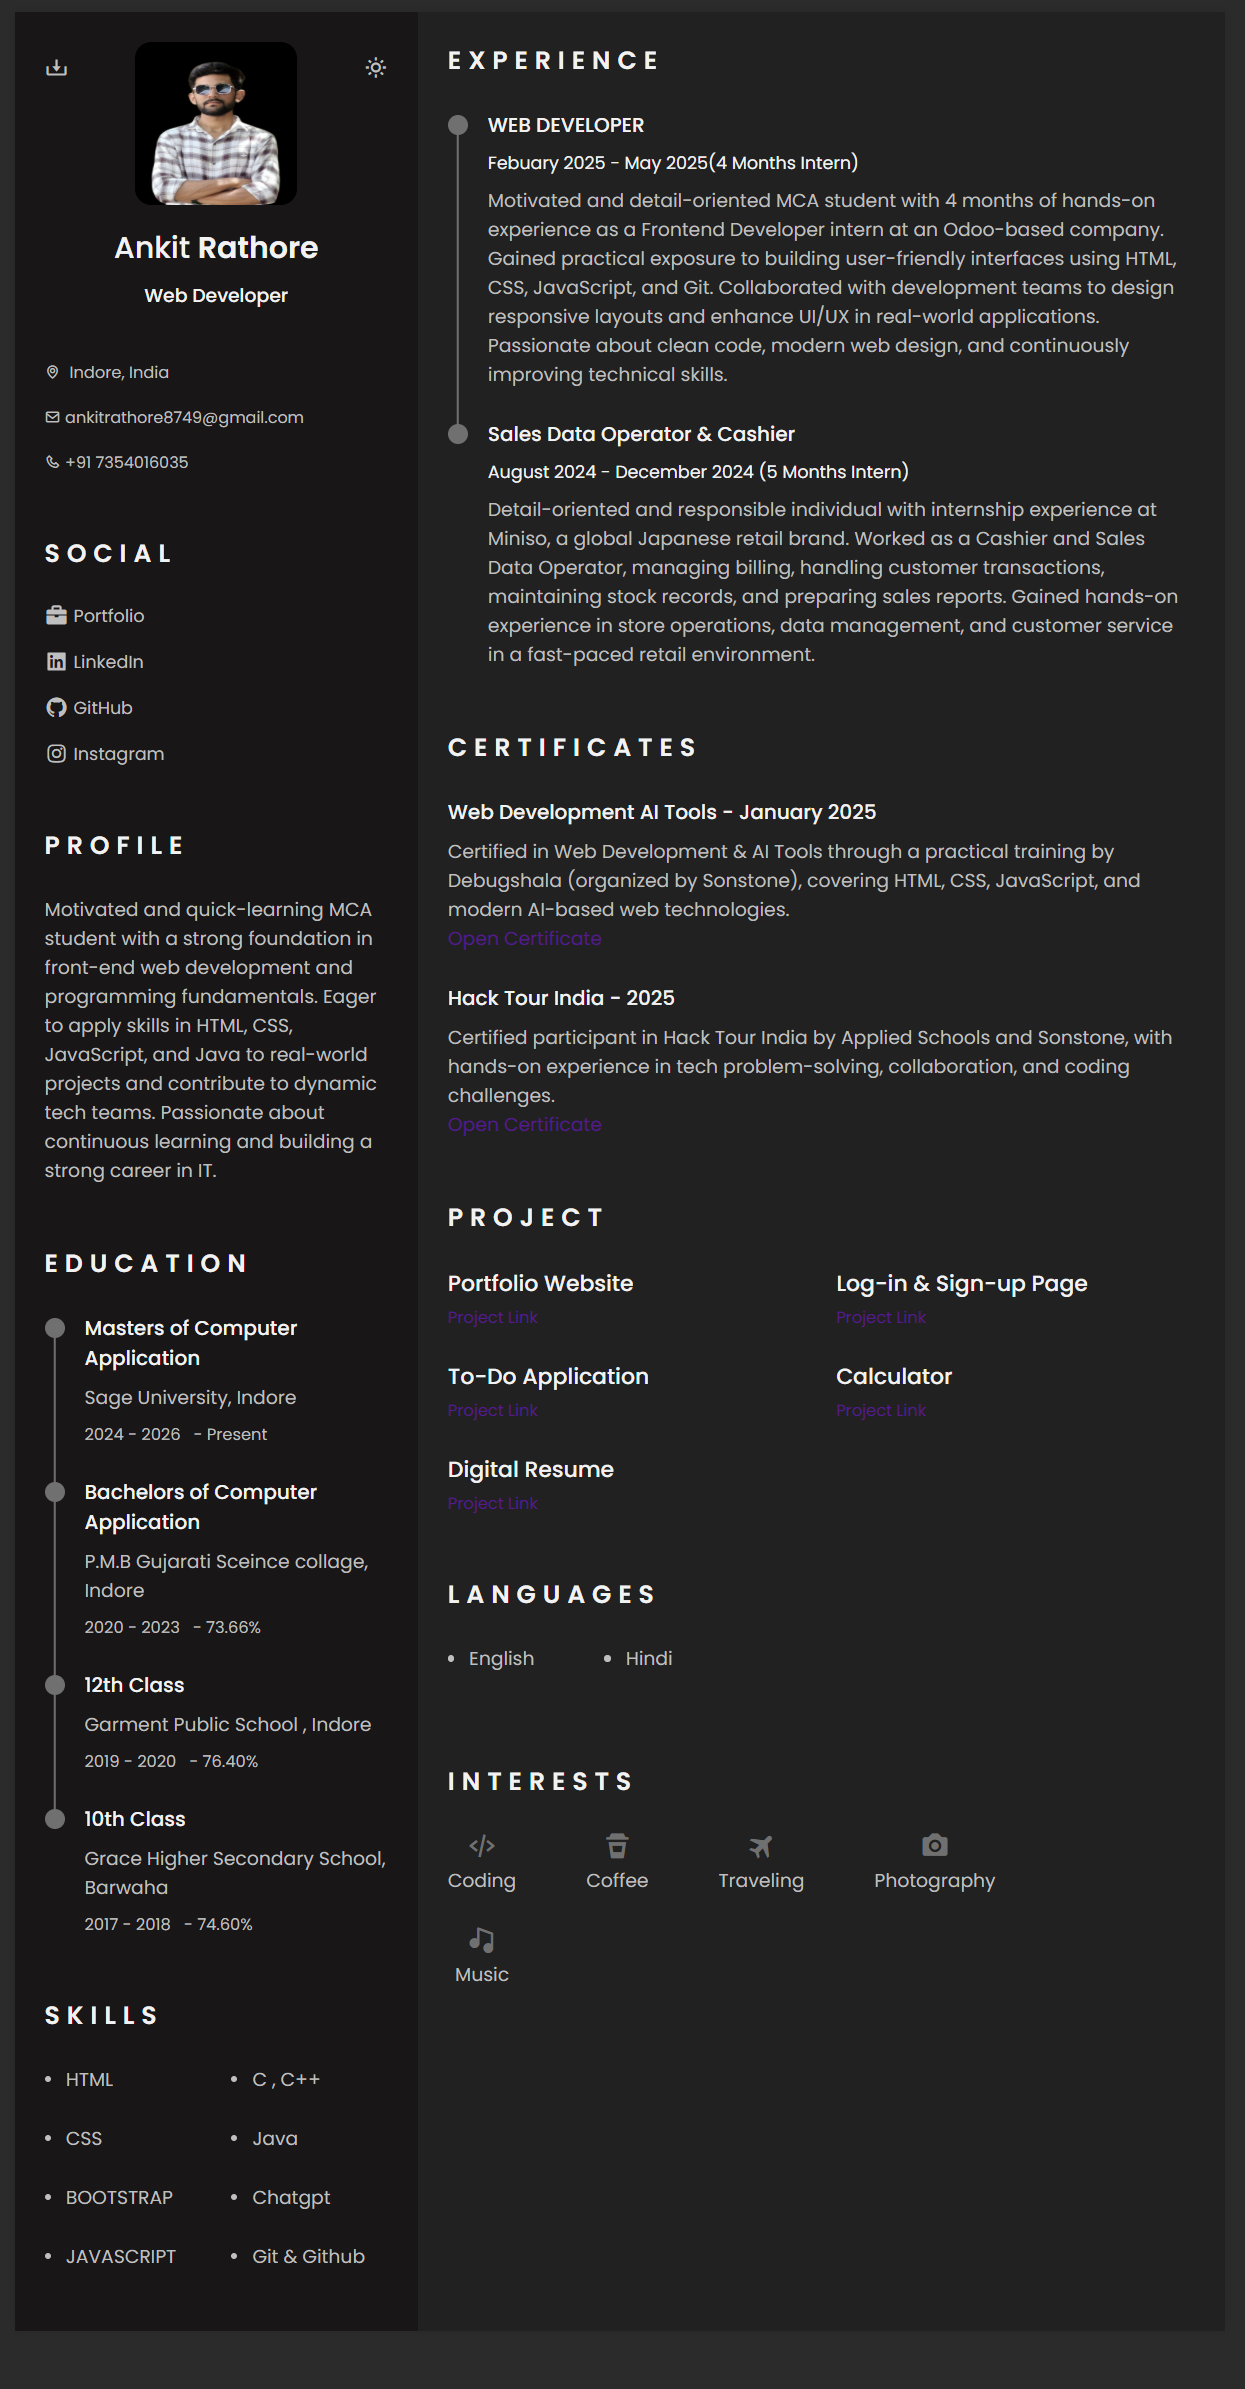 Ankit Rathore
Web Developer
Indore, India
ankitrathore8749@gmail.com
+91 7354016035
SOCIAL
Portfolio
LinkedIn
GitHub
Instagram
PROFILE
Motivated and quick-learning MCA
student with a strong foundation in
front-end web development and
programming fundamentals. Eager
to apply skills in HTML, CSS,
JavaScript, and Java to real-world
projects and contribute to dynamic
tech teams. Passionate about
continuous learning and building a
strong career in IT.
EDUCATION
Masters of Computer
Application
Sage University, Indore
2024 - 2026 - Present
Bachelors of Computer
Application
P.M.B Gujarati Sceince collage,
Indore
2020 - 2023 - 73.66%
12th Class
Garment Public School , Indore
2019 - 2020 - 76.40%
10th Class
Grace Higher Secondary School,
Barwaha
2017 - 2018 - 74.60%
SKILLS
HTML
C , C++
CSS
Java
BOOTSTRAP
Chatgpt
JAVASCRIPT
Git & Github
EXPERIENCE
WEB DEVELOPER
Febuary 2025 - May 2025(4 Months Intern)
Motivated and detail-oriented MCA student with 4 months of hands-on
experience as a Frontend Developer intern at an Odoo-based company.
Gained practical exposure to building user-friendly interfaces using HTML,
CSS, JavaScript, and Git. Collaborated with development teams to design
responsive layouts and enhance UI/UX in real-world applications.
Passionate about clean code, modern web design, and continuously
improving technical skills.
Sales Data Operator & Cashier
August 2024 - December 2024 (5 Months Intern)
Detail-oriented and responsible individual with internship experience at
Miniso, a global Japanese retail brand. Worked as a Cashier and Sales
Data Operator, managing billing, handling customer transactions,
maintaining stock records, and preparing sales reports. Gained hands-on
experience in store operations, data management, and customer service
in a fast-paced retail environment.
CERTIFICATES
Web Development AI Tools - January 2025
Certified in Web Development & AI Tools through a practical training by
Debugshala (organized by Sonstone), covering HTML, CSS, JavaScript, and
modern AI-based web technologies.
Open Certificate
Hack Tour India - 2025
Certified participant in Hack Tour India by Applied Schools and Sonstone, with
hands-on experience in tech problem-solving, collaboration, and coding
challenges.
Open Certificate
PROJECT
Portfolio Website
Project Link
Log-in & Sign-up Page
Project Link
To-Do Application
Project Link
Calculator
Project Link
Digital Resume
Project Link
LANGUAGES
English
Hindi
INTERESTS
Coding
Coffee
Traveling
Photography
Music